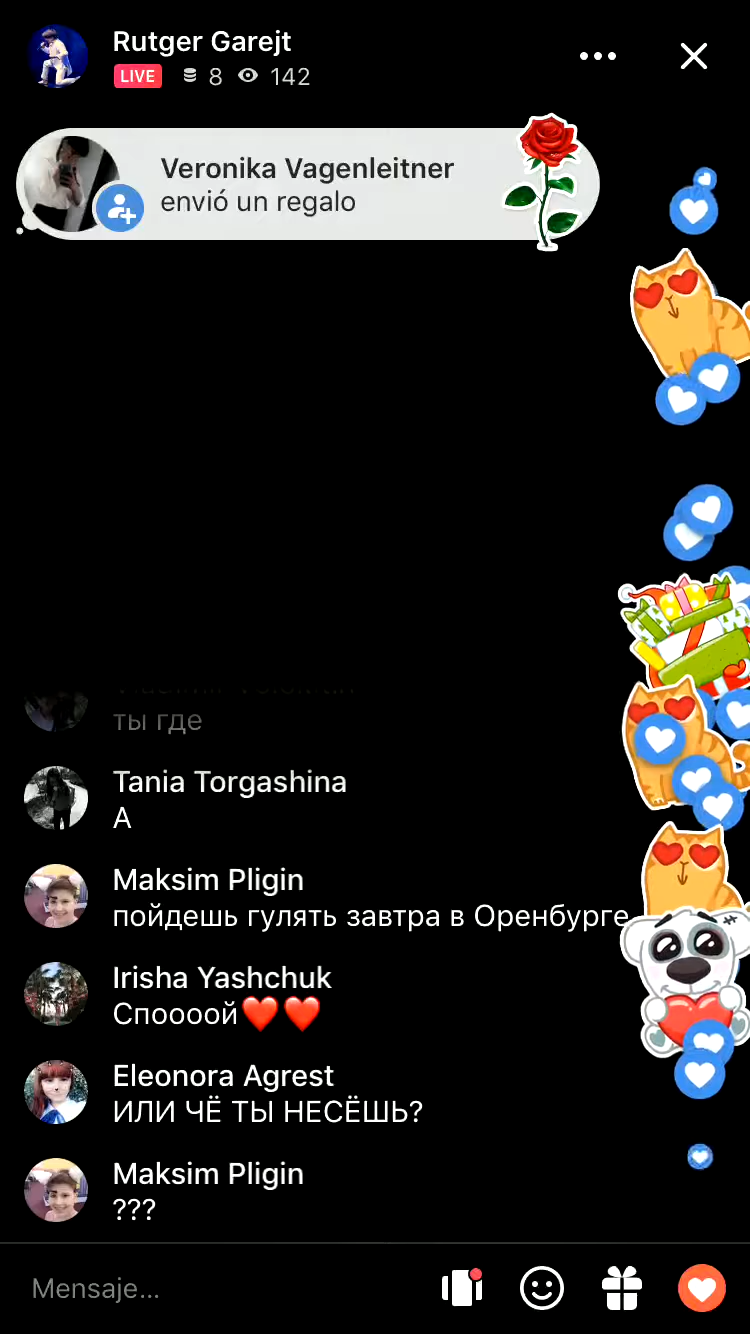 Rutger Garejt
LIVE 8 142
Veronika Vagenleitner
envió un regalo
ты где
Tania Torgashina
А
Maksim Pligin
пойдешь гулять завтра в Оренбурге
Irisha Yashchuk
Споооой❤️❤️
Eleonora Agrest
ИЛИ ЧЁ ТЫ НЕСЁШЬ?
Maksim Pligin
???
Mensaje...